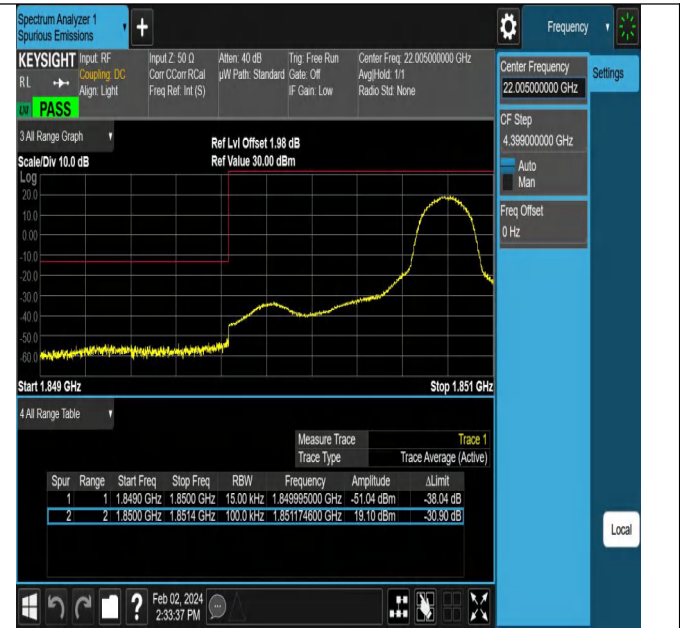 Spectrum Analyzer 1
Spurious Emissions
Frequency
KEYSIGHT Input: RF Input Z: 50 Ω Atten: 40 dB Trig: Free Run Center Freq: 22.005000000 GHz
RL Coupling: DC Corr CCorr RCal µW Path: Standard Gate: Off Avg|Hold: 1/1
Align: Light Freq Ref: Int (S) IF Gain: Low Radio Std: None
PASS
Center Frequency
22.005000000 GHz
Settings
CF Step
4.399000000 GHz
Auto
Man
Freq Offset
0 Hz
3 All Range Graph
Ref Lvl Offset 1.98 dB
Scale/Div 10.0 dB Ref Value 30.00 dBm
Log
20.0
10.0
0.00
-10.0
-20.0
-30.0
-40.0
-50.0
-60.0
Start 1.849 GHz Stop 1.851 GHz
4 All Range Table
Measure Trace Trace 1
Trace Type Trace Average (Active)
Spur Range Start Freq Stop Freq RBW Frequency Amplitude ΔLimit
1 1 1.8490 GHz 1.8500 GHz 15.00 kHz 1.849995000 GHz -51.04 dBm -38.04 dB
2 2 1.8500 GHz 1.8514 GHz 100.0 kHz 1.851174600 GHz 19.10 dBm -30.90 dB
Local
Feb 02, 2024
2:33:37 PM